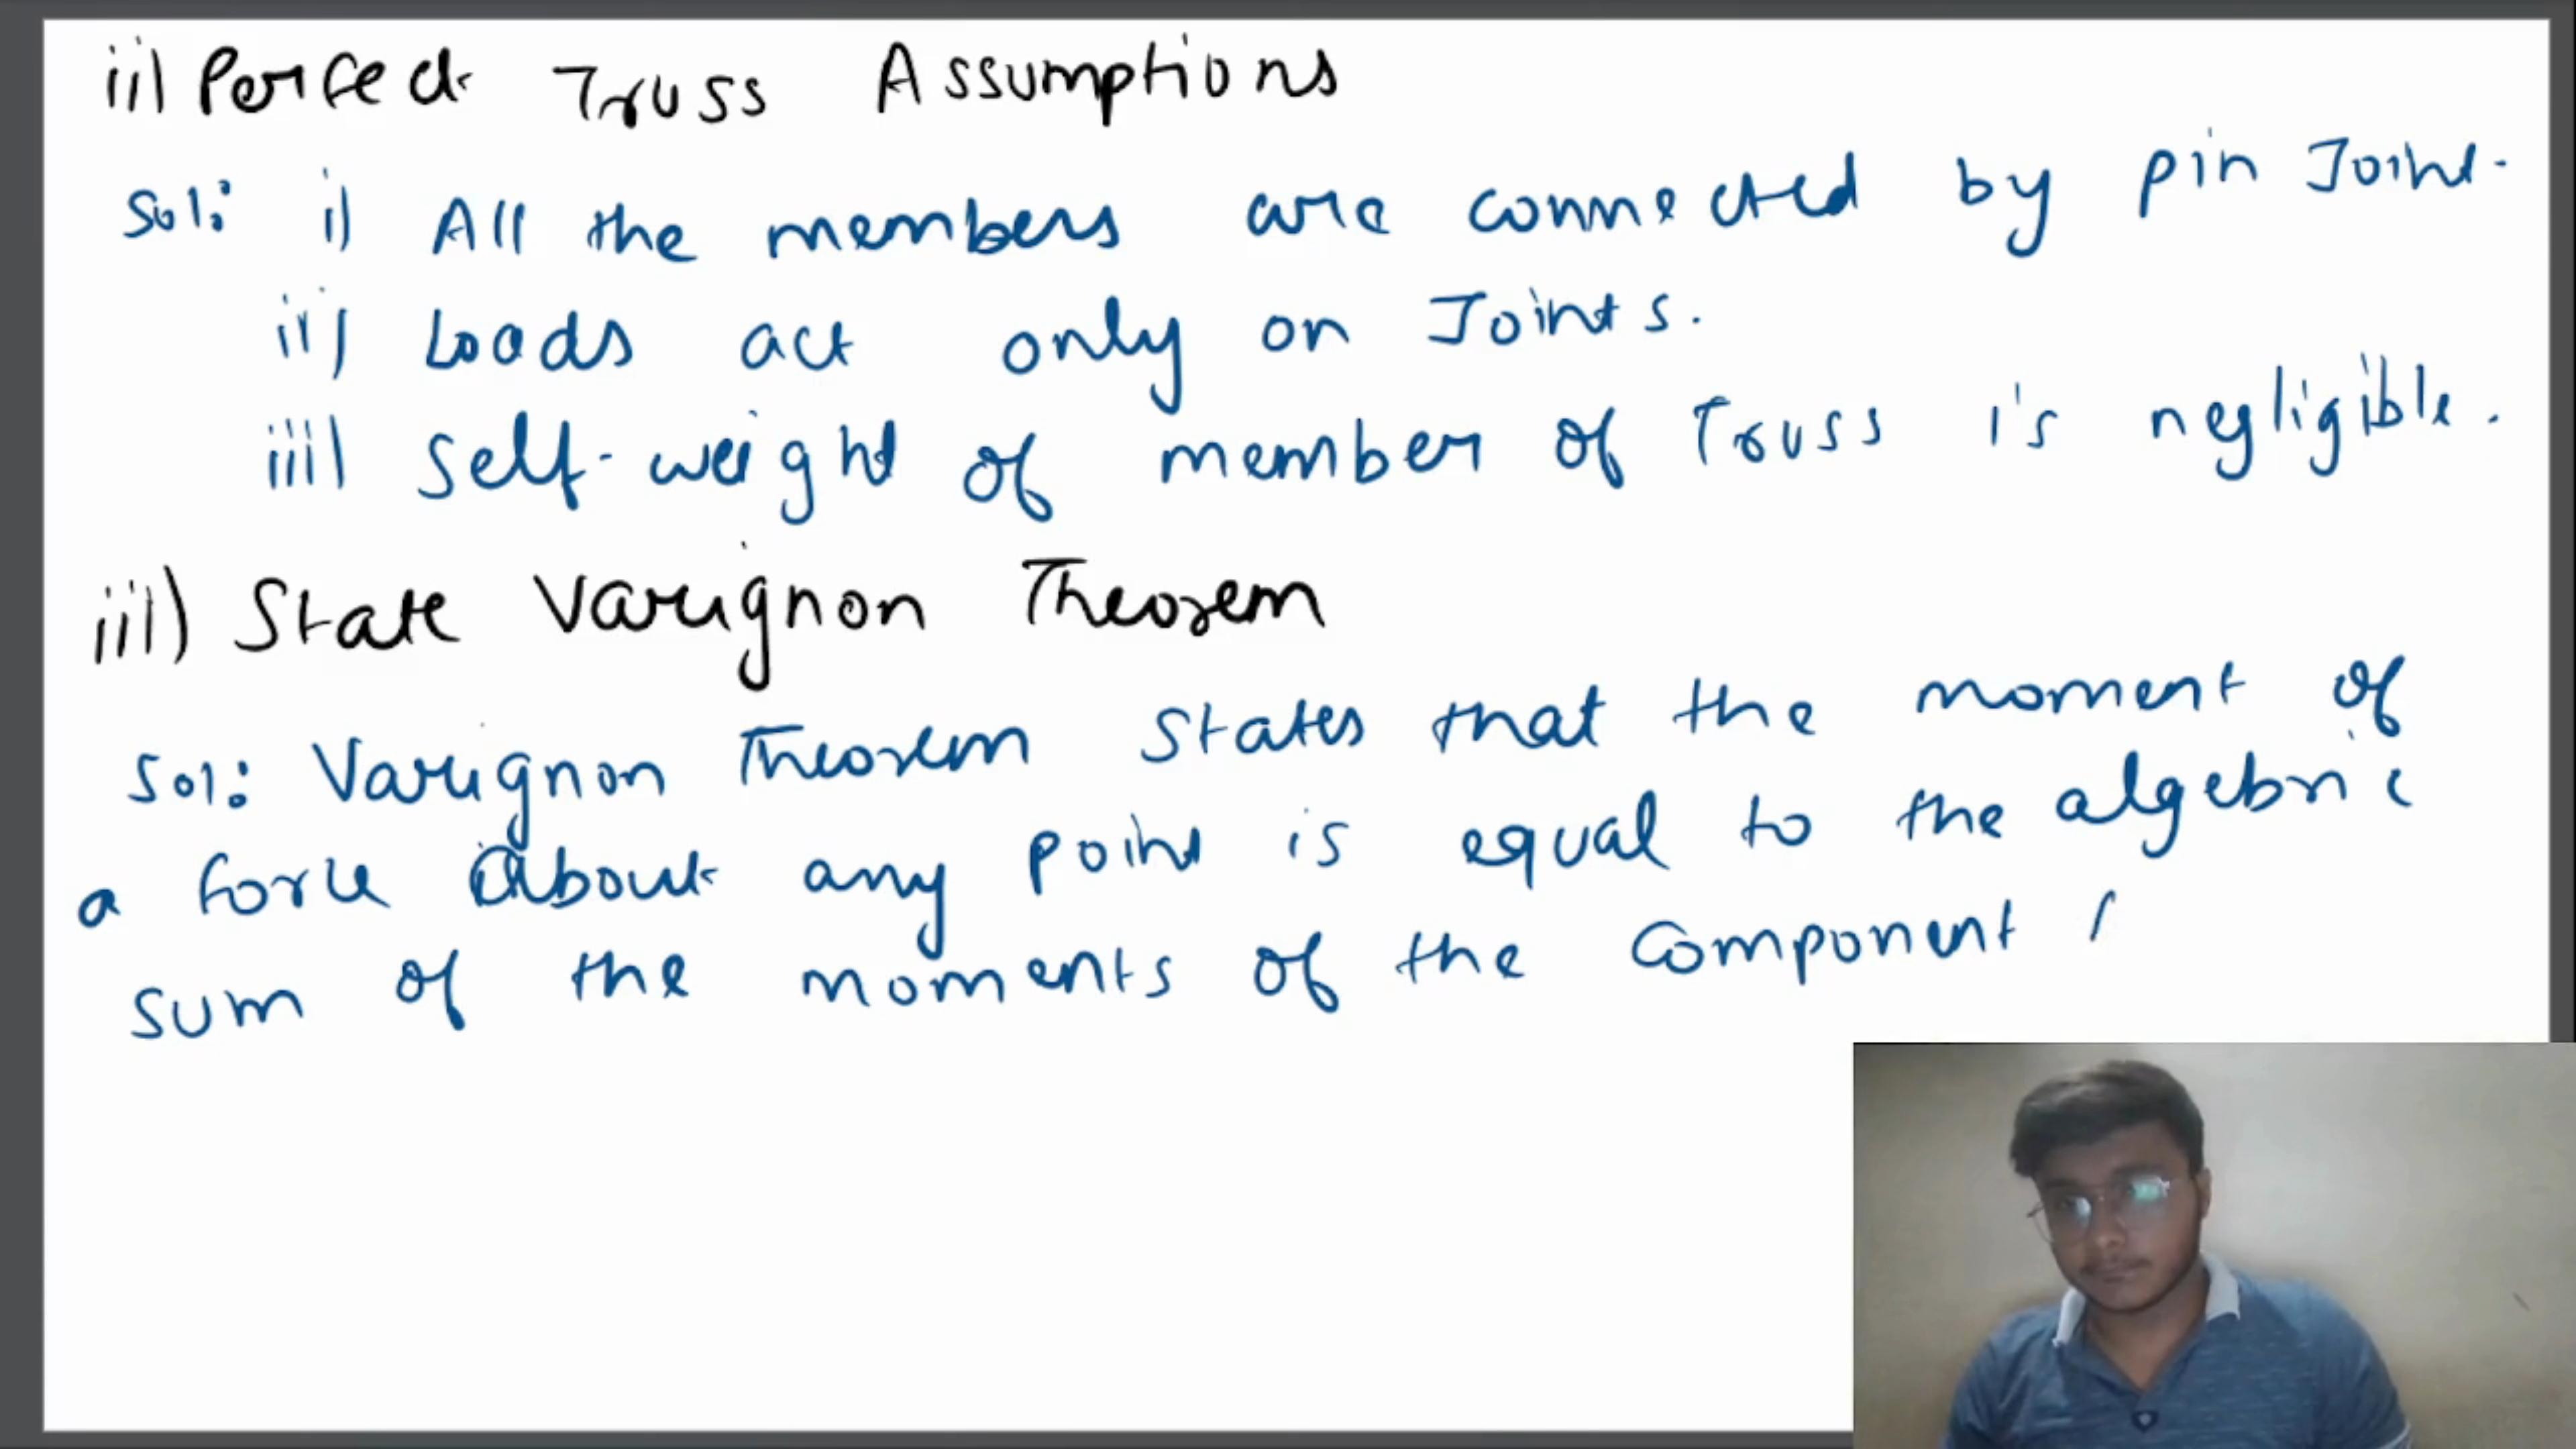 ii) Perfect Truss Assumptions
Sol: i) All the members are connected by pin Joint.
ii) Loads act only on Joints.
iii) Self-weight of member of Truss is negligible.
iii) State Varignon Theorem
Sol: Varignon Theorem States that the moment of
a force About any point is equal to the algebric
sum of the moments of the component